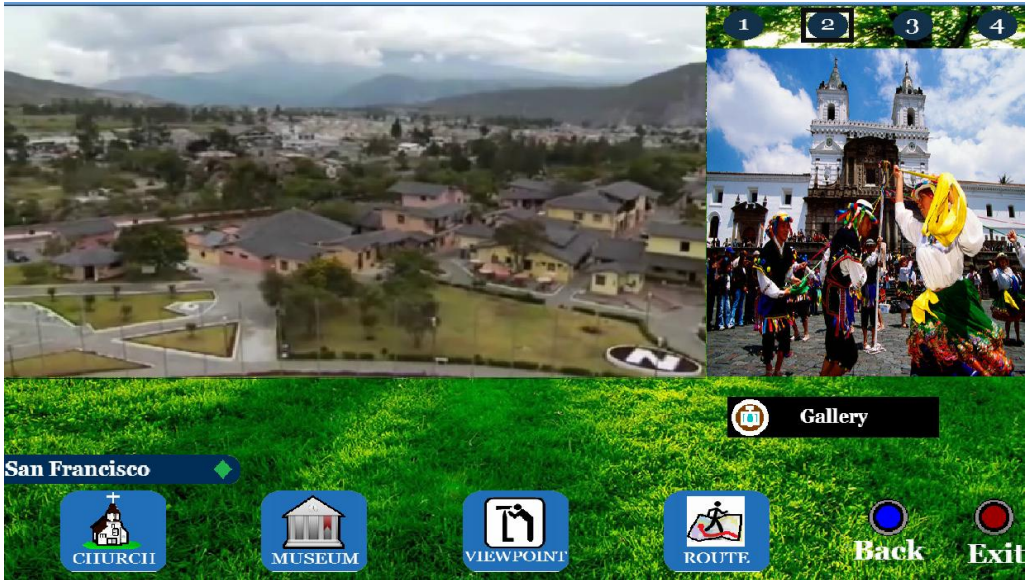 1 2 3 4
N
Gallery
San Francisco
CHURCH
MUSEUM
VIEWPOINT
ROUTE
Back
Exit